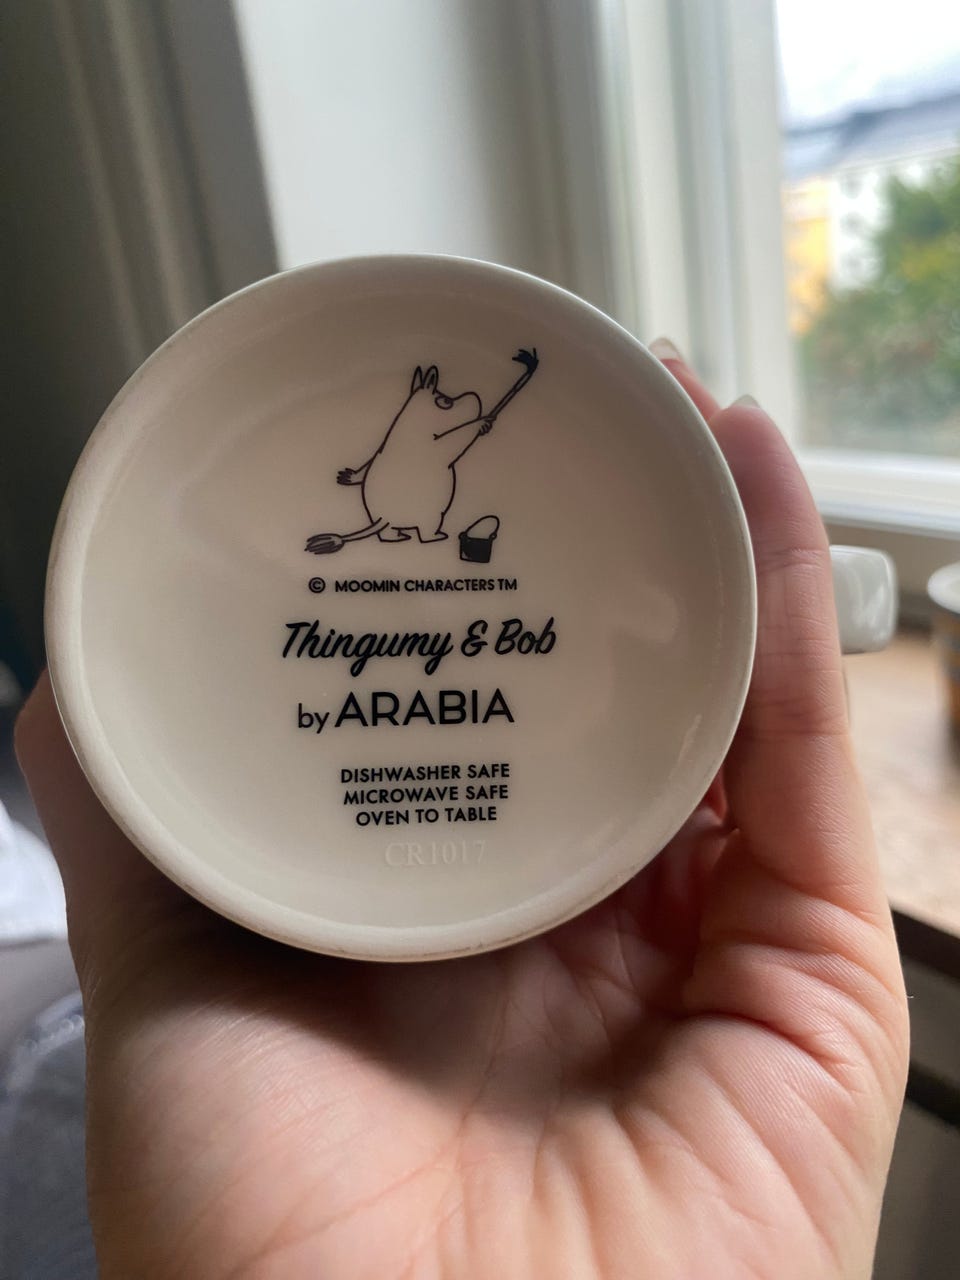 © MOOMIN CHARACTERS TM
Thingumy & Bob
by ARABIA
DISHWASHER SAFE
MICROWAVE SAFE
OVEN TO TABLE
CR1017